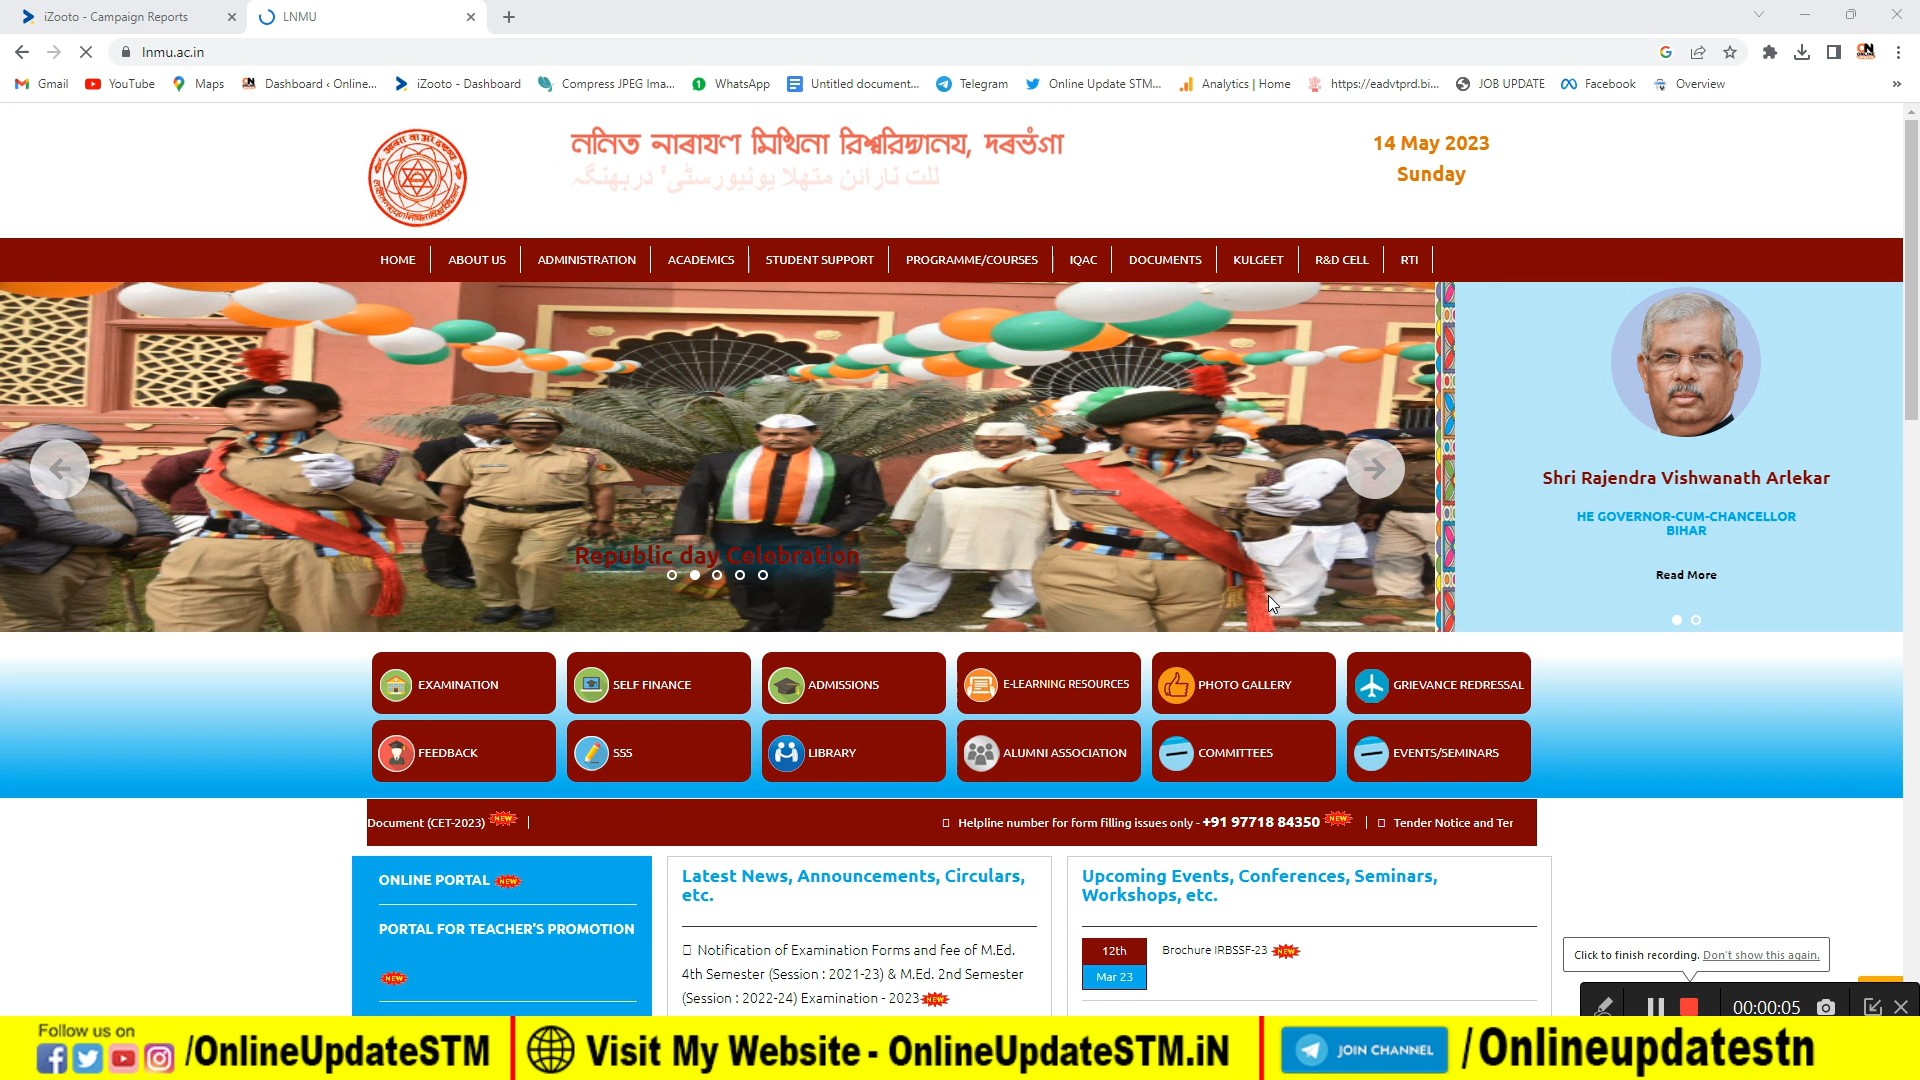 iZooto - Campaign Reports
LNMU
lnmu.ac.in
Gmail
YouTube
Maps
Dashboard ‹ Online...
iZooto - Dashboard
Compress JPEG Ima...
WhatsApp
Untitled document...
Telegram
Online Update STM...
Analytics | Home
https://eadvtprd.bi...
JOB UPDATE
Facebook
Overview
»
14 May 2023
Sunday
للت نارائن متھلا یونیورسٹی' دربھنگہ
HOME
ABOUT US
ADMINISTRATION
ACADEMICS
STUDENT SUPPORT
PROGRAMME/COURSES
IQAC
DOCUMENTS
KULGEET
R&D CELL
RTI
Republic day Celebration
Shri Rajendra Vishwanath Arlekar
HE GOVERNOR-CUM-CHANCELLOR
BIHAR
Read More
EXAMINATION
SELF FINANCE
ADMISSIONS
E-LEARNING RESOURCES
PHOTO GALLERY
GRIEVANCE REDRESSAL
FEEDBACK
SSS
LIBRARY
ALUMNI ASSOCIATION
COMMITTEES
EVENTS/SEMINARS
Document (CET-2023) NEW |
Helpline number for form filling issues only - +91 97718 84350 NEW |
Tender Notice and Ter
ONLINE PORTAL NEW
PORTAL FOR TEACHER'S PROMOTION
NEW
Latest News, Announcements, Circulars,
etc.
Notification of Examination Forms and fee of M.Ed.
4th Semester (Session : 2021-23) & M.Ed. 2nd Semester
(Session : 2022-24) Examination - 2023 NEW
Upcoming Events, Conferences, Seminars,
Workshops, etc.
12th
Mar 23
Brochure IRBSSF-23 NEW
Click to finish recording. Don't show this again.
00:00:05
Follow us on
/OnlineUpdateSTM
Visit My Website - OnlineUpdateSTM.iN
JOIN CHANNEL
/Onlineupdatestn